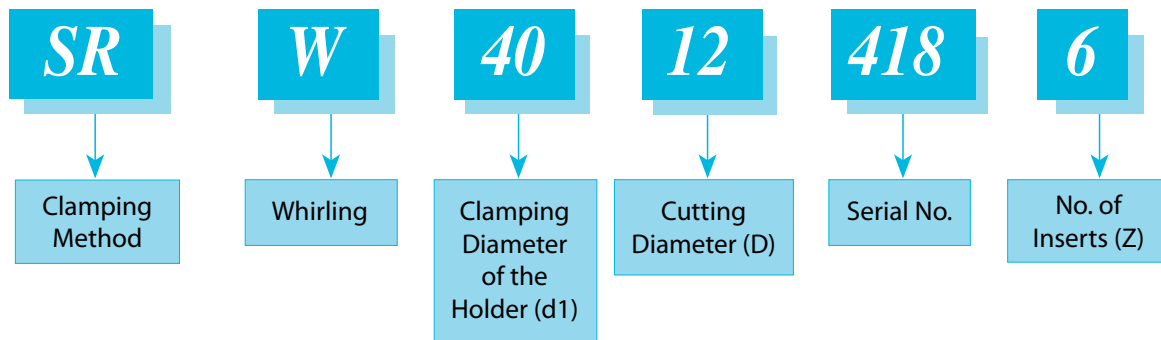 SR W 40 12 418 6
Clamping
Method
Whirling
Clamping
Diameter
of the
Holder (d1)
Cutting
Diameter (D)
Serial No.
No. of
Inserts (Z)